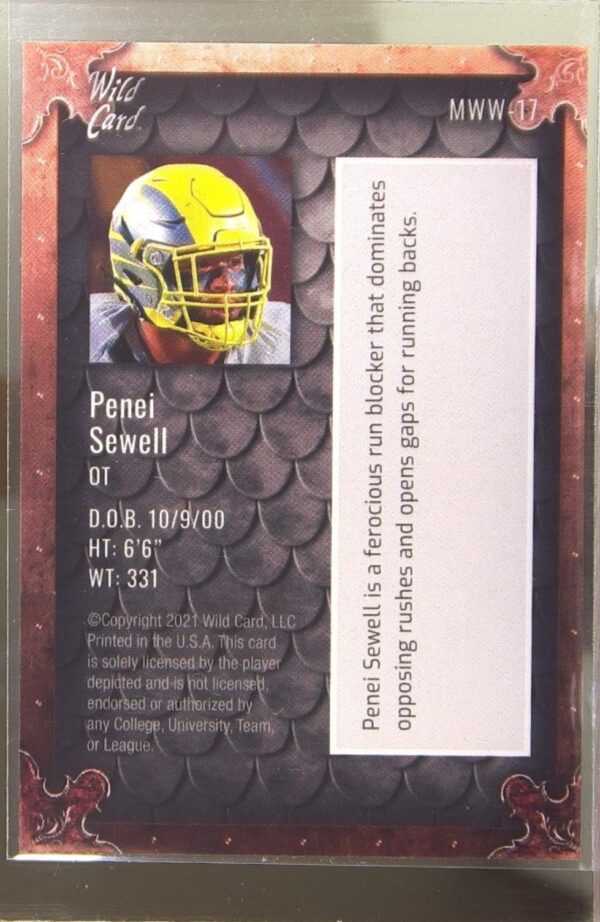 Wild
Card
MWW-17
Penei
Sewell
OT
D.O.B. 10/9/00
HT: 6'6"
WT: 331
©Copyright 2021 Wild Card, LLC
Printed in the U.S.A. This card
is solely licensed by the player
depicted and is not licensed,
endorsed or authorized by
any College, University, Team,
or League.
Penei Sewell is a ferocious run blocker that dominates
opposing rushes and opens gaps for running backs.